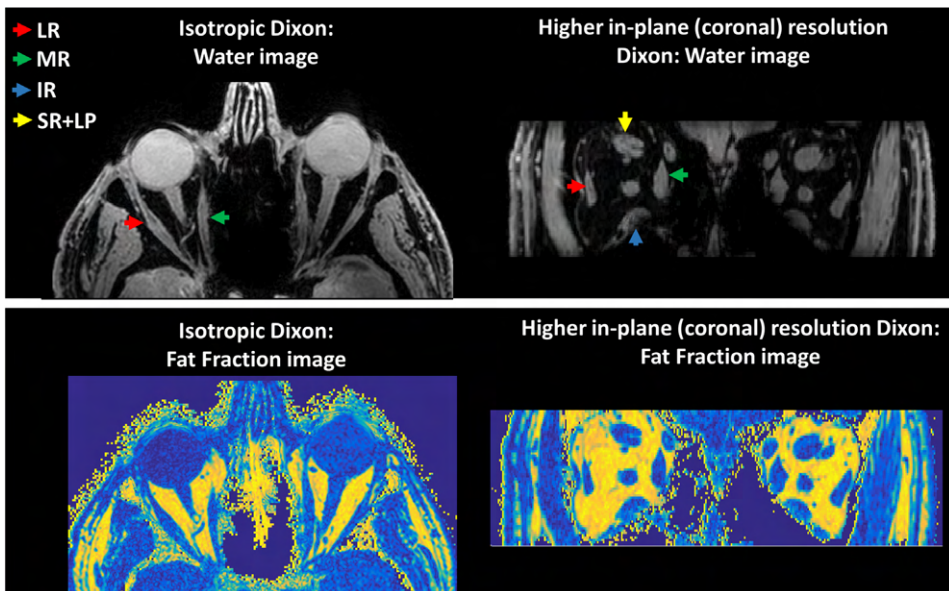 LR
MR
IR
SR+LP
Isotropic Dixon:
Water image
Higher in-plane (coronal) resolution
Dixon: Water image
Isotropic Dixon:
Fat Fraction image
Higher in-plane (coronal) resolution Dixon:
Fat Fraction image